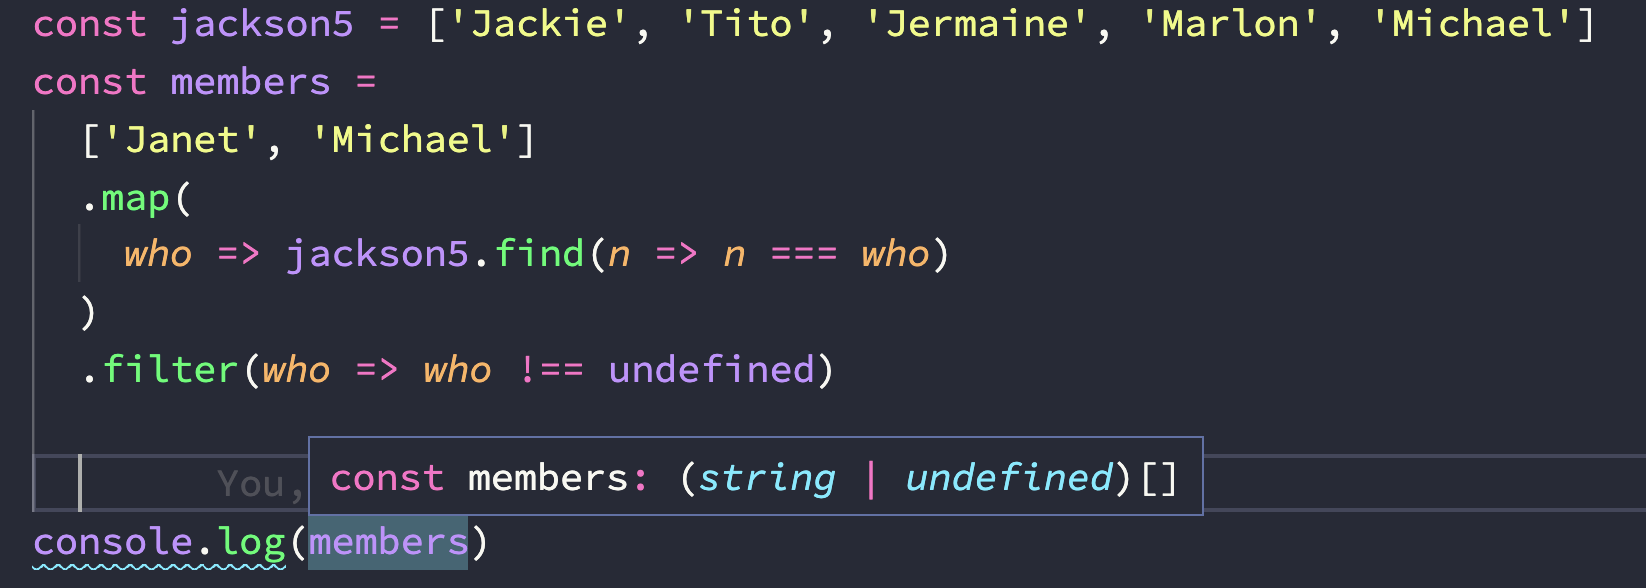 const jackson5 = ['Jackie', 'Tito', 'Jermaine', 'Marlon', 'Michael']
const members =
['Janet', 'Michael']
.map(
who => jackson5.find(n => n === who)
)
.filter(who => who !== undefined)
You,
const members: (string | undefined)[]
console.log(members)